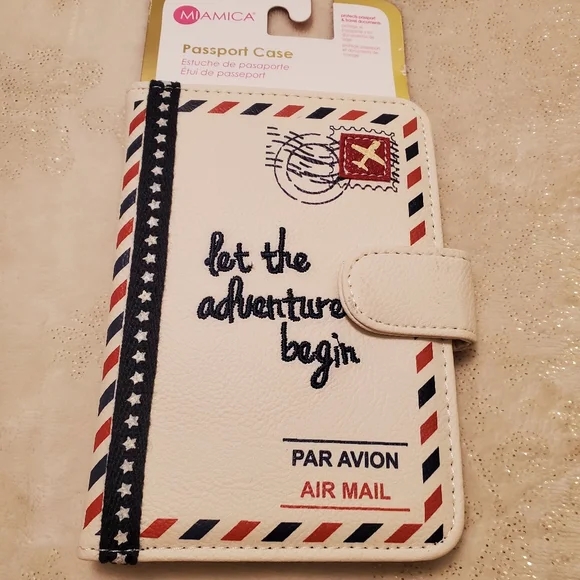 MIAMICA
Passport Case
Estuche de pasaporte
Étui de passeport
let the
adventure
begin
PAR AVION
AIR MAIL